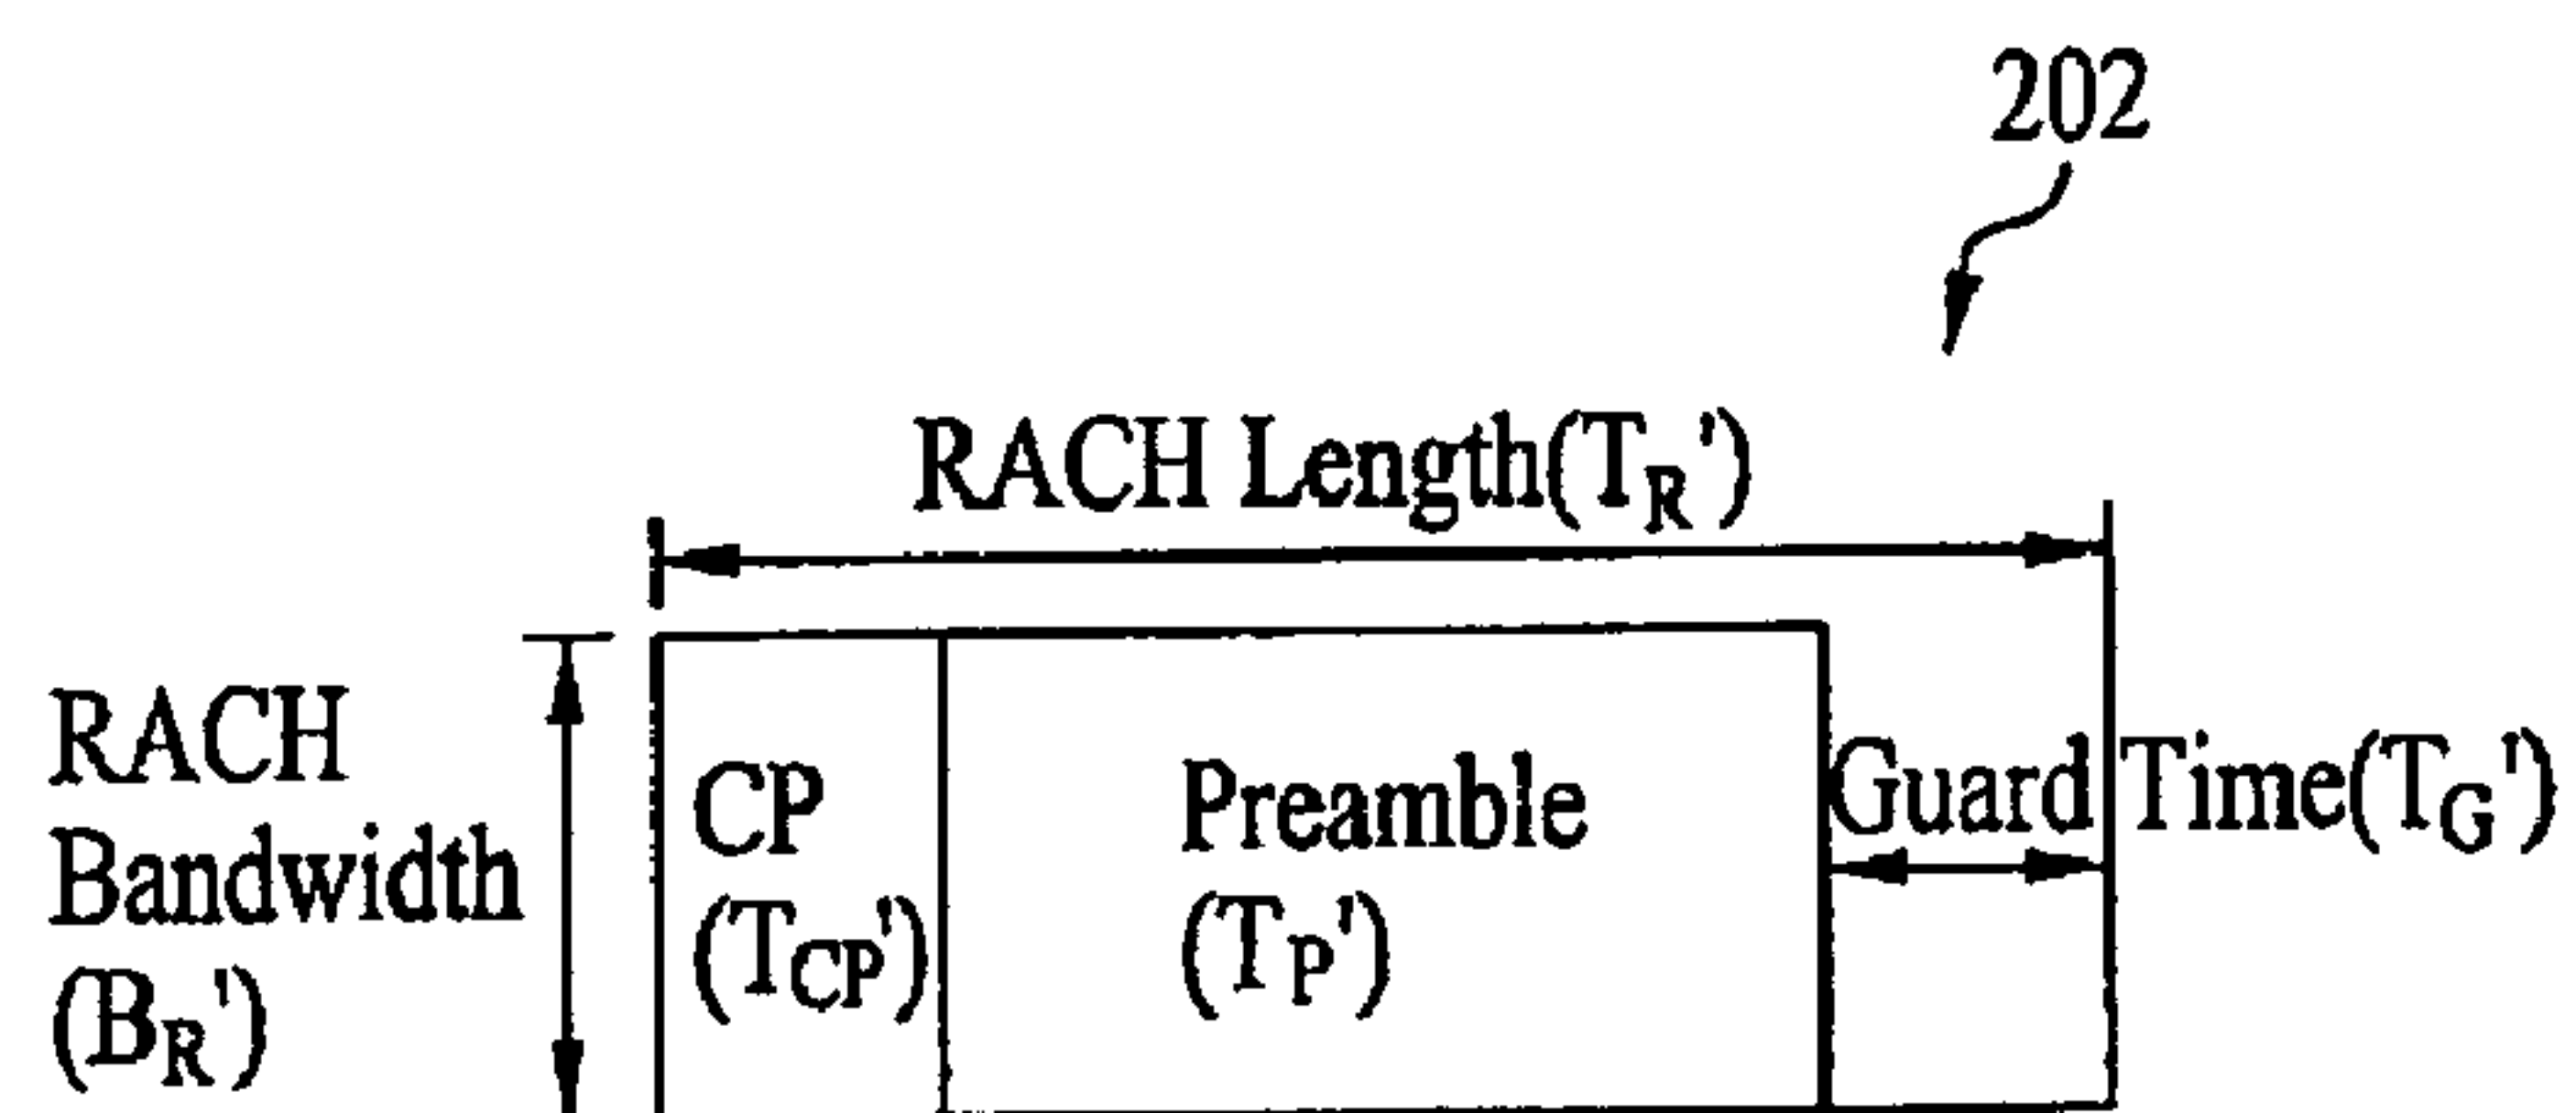 202
RACH Length(T_R')
RACH
Bandwidth
(B_R')
CP
(T_CP')
Preamble
(T_P')
Guard Time(T_G')